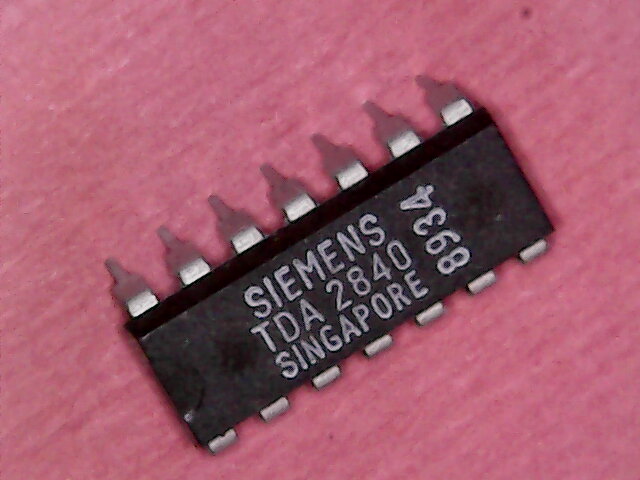 SIEMENS
TDA 2840
SINGAPORE
8934